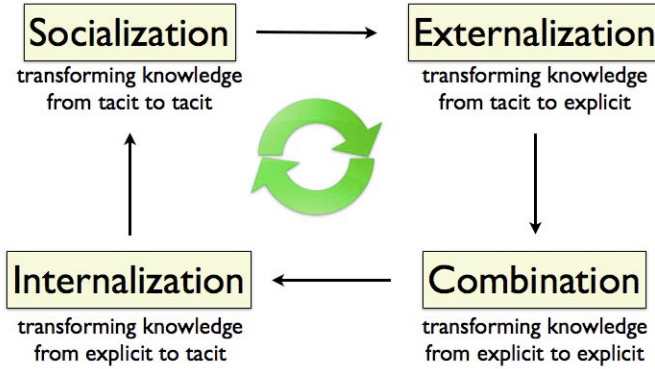 Socialization
transforming knowledge
from tacit to tacit
Externalization
transforming knowledge
from tacit to explicit
Internalization
transforming knowledge
from explicit to tacit
Combination
transforming knowledge
from explicit to explicit